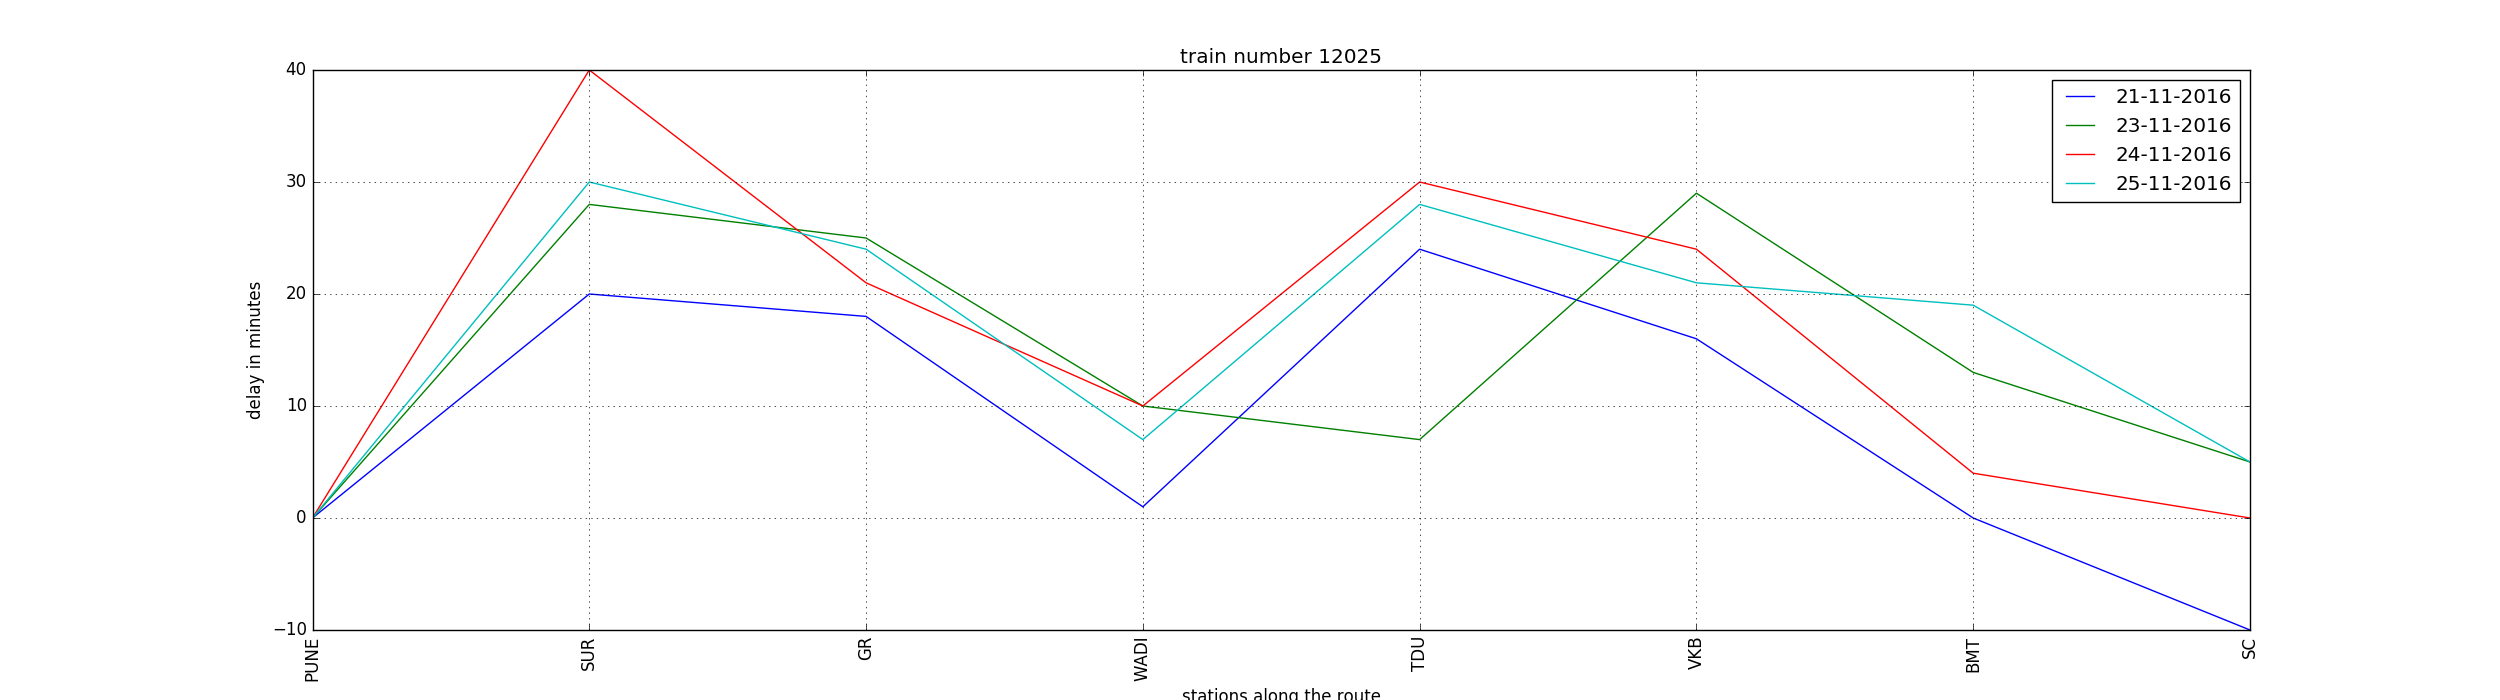 train number 12025
40
30
20
10
0
−10
delay in minutes
21-11-2016
23-11-2016
24-11-2016
25-11-2016
PUNE
SUR
GR
WADI
TDU
VKB
BMT
SC
stations along the route